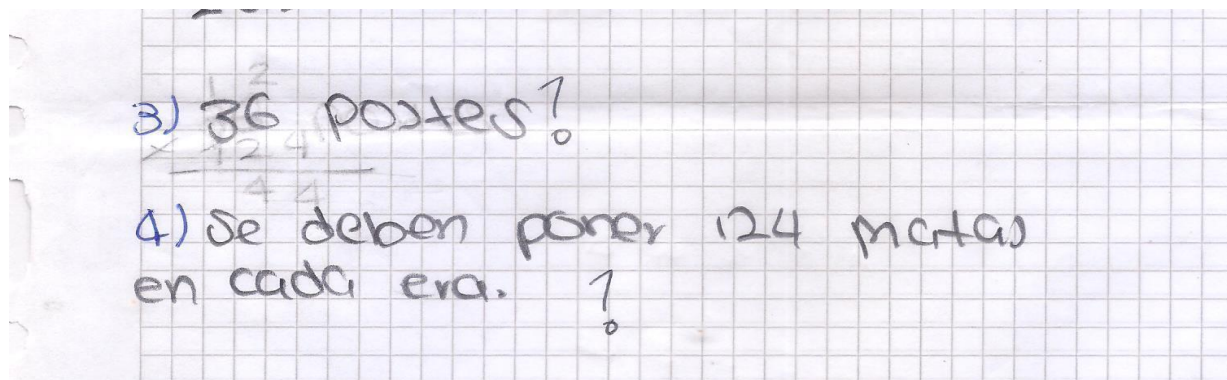 3) 36 postes?
4) Se deben poner 124 matas
en cada era. ?